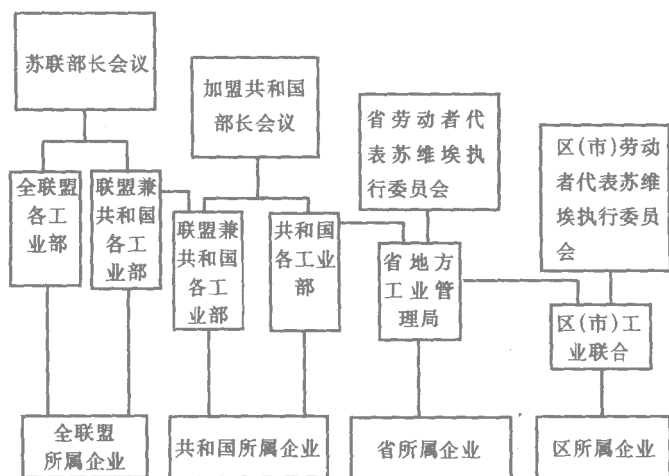 苏联部长会议
加盟共和国
部长会议
省劳动者代
表苏维埃执
行委员会
区(市)劳动
者代表苏维
埃执行委员
会
全联盟
各工
业部
联盟兼
共和国
各工
业部
联盟兼
共和国
各工
业部
共和国
各工业
部
省地方
工业管
理局
区(市)工
业联合
全联盟
所属企业
共和国所属企业
省所属企业
区所属企业